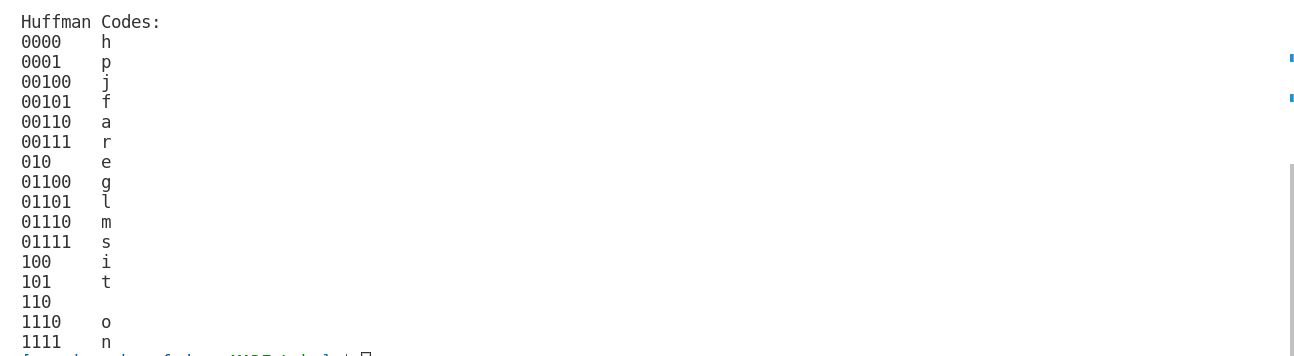 Huffman Codes:
0000    h
0001    p
00100   j
00101   f
00110   a
00111   r
010     e
01100   g
01101   l
01110   m
01111   s
100     i
101     t
110
1110    o
1111    n